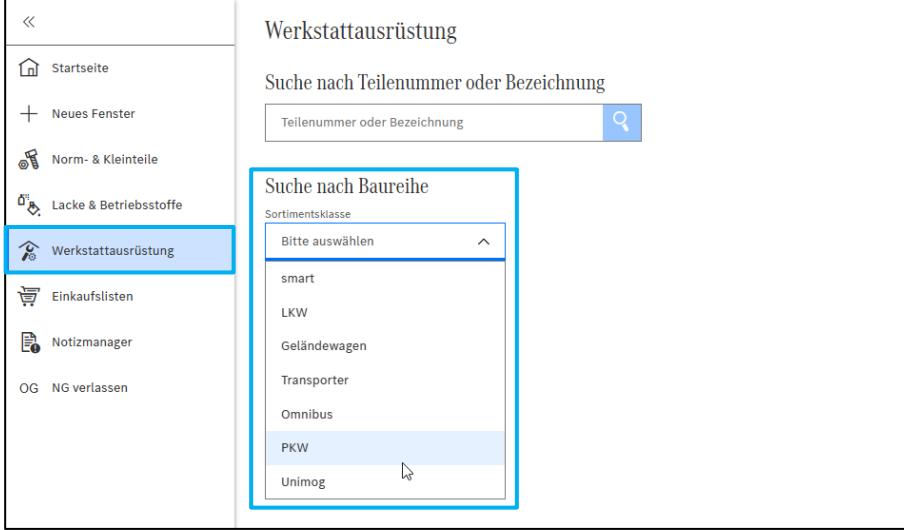 Startseite
Neues Fenster
Norm- & Kleinteile
Lacke & Betriebsstoffe
Werkstattausrüstung
Einkaufslisten
Notizmanager
OG NG verlassen
Werkstattausrüstung
Suche nach Teilenummer oder Bezeichnung
Teilenummer oder Bezeichnung
Suche nach Baureihe
Sortimentsklasse
Bitte auswählen
smart
LKW
Geländewagen
Transporter
Omnibus
PKW
Unimog